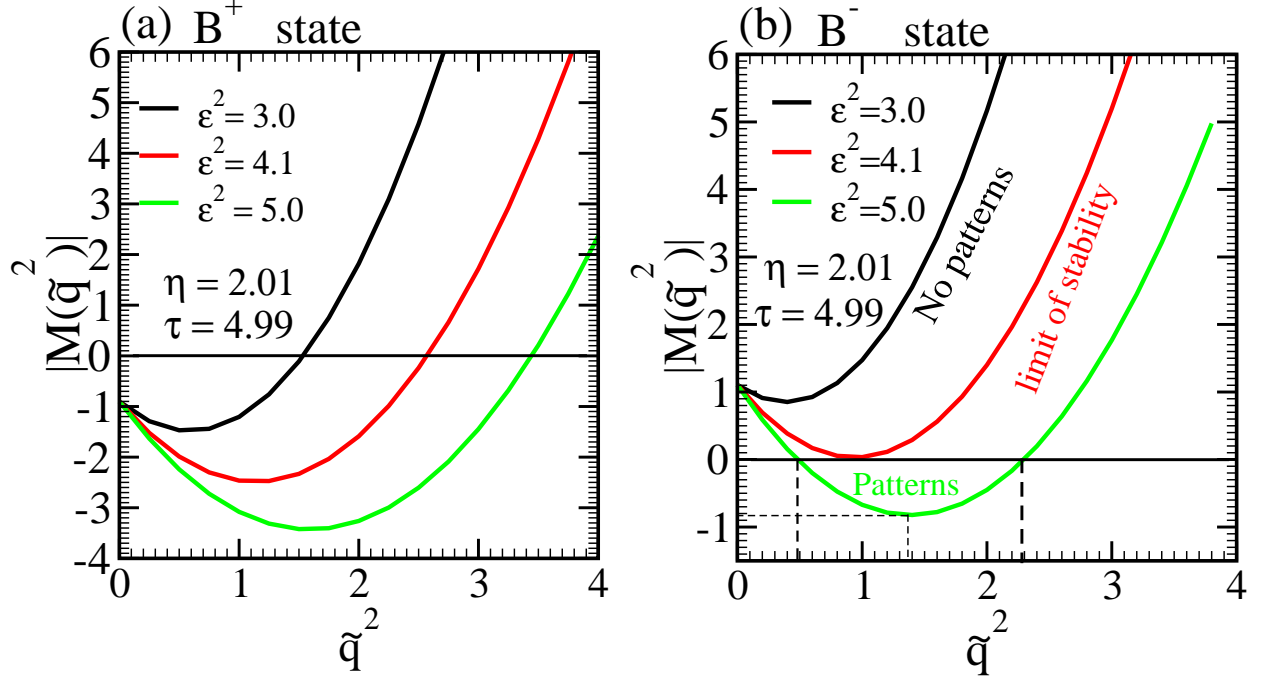 (a) B⁺ state
6
5
4
3
2
1
0
-1
-2
-3
-4
|M(q̃²)|
ε² = 3.0
ε² = 4.1
ε² = 5.0
η = 2.01
τ = 4.99
0 1 2 3 4
q̃²
(b) B⁻ state
6
5
4
3
2
1
0
-1
|M(q̃²)|
ε²=3.0
ε²=4.1
ε²=5.0
η = 2.01
τ = 4.99
No patterns
limit of stability
Patterns
0 1 2 3 4
q̃²